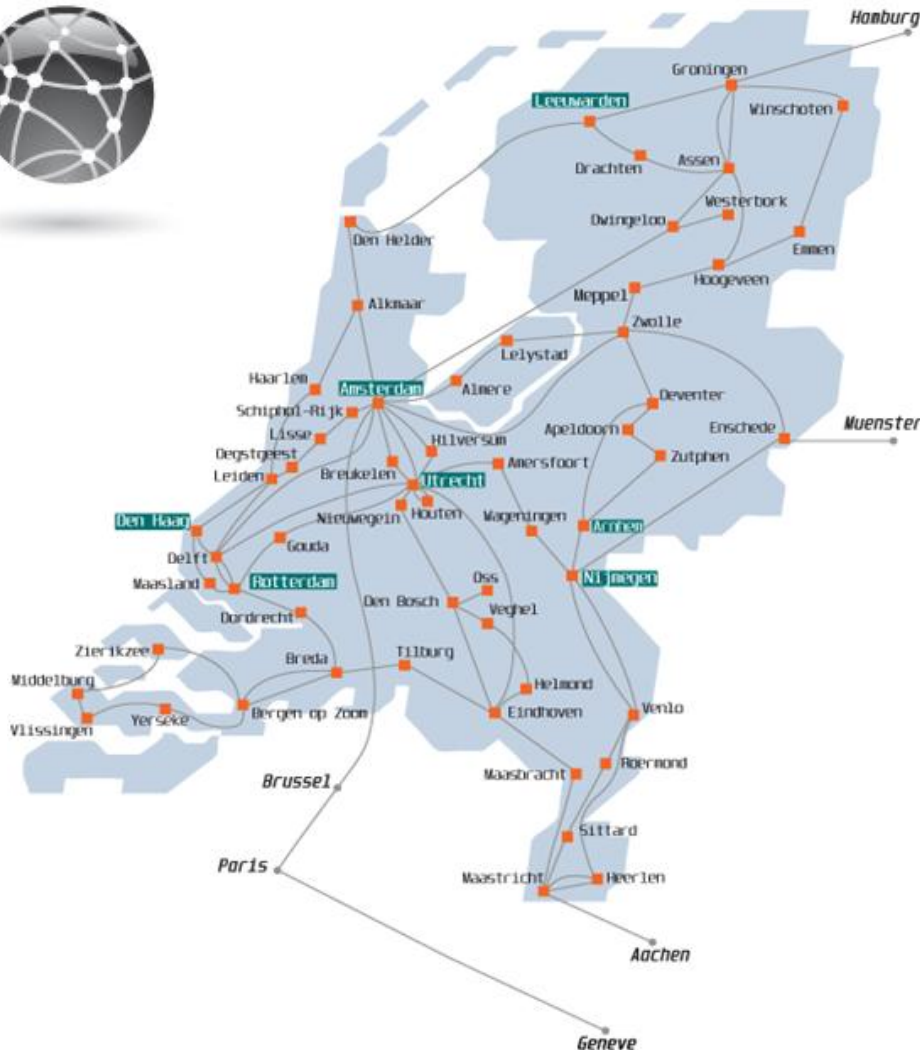 Hamburg
Groningen
Leeuwarden
Winschoten
Drachten
Assen
Westerbork
Dwingeloo
Den Helder
Emmen
Hoogeveen
Meppel
Alkmaar
Zwolle
Lelystad
Haarlem
Amsterdam
Almere
Deventer
Schiphol-Rijk
Muenster
Apeldoorn
Enschede
Lisse
Hilversum
Oegstgeest
Amersfoort
Zutphen
Leiden
Breukelen
Utrecht
Nieuwegein
Houten
Wageningen
Den Haag
Arnhem
Gouda
Delft
Nijmegen
Maasland
Rotterdam
Oss
Den Bosch
Veghel
Dordrecht
Zierikzee
Breda
Tilburg
Middelburg
Helmond
Venlo
Vlissingen
Yerseke
Bergen op Zoom
Eindhoven
Roermond
Maasbracht
Brussel
Sittard
Paris
Maastricht
Heerlen
Aachen
Geneve